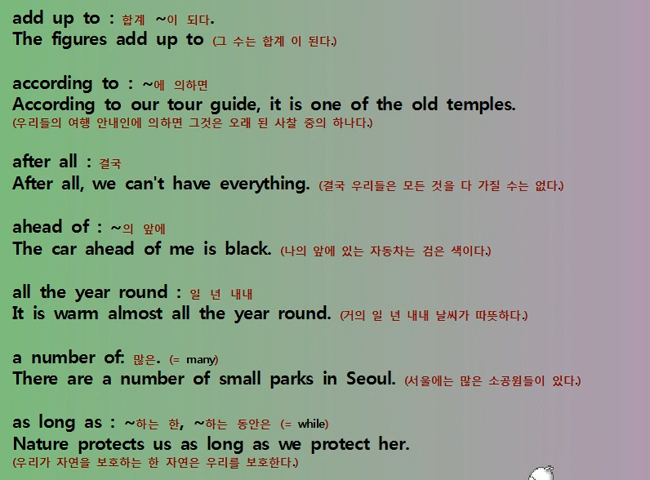 add up to : 합계 ~이 되다.
The figures add up to (그 수는 합계 이 된다.)
according to : ~에 의하면
According to our tour guide, it is one of the old temples.
(우리들의 여행 안내인에 의하면 그것은 오래 된 사찰 중의 하나다.)
after all : 결국
After all, we can't have everything. (결국 우리들은 모든 것을 다 가질 수는 없다.)
ahead of : ~의 앞에
The car ahead of me is black. (나의 앞에 있는 자동차는 검은 색이다.)
all the year round : 일 년 내내
It is warm almost all the year round. (거의 일 년 내내 날씨가 따뜻하다.)
a number of: 많은. (= many)
There are a number of small parks in Seoul. (서울에는 많은 소공원들이 있다.)
as long as : ~하는 한, ~하는 동안은 (= while)
Nature protects us as long as we protect her.
(우리가 자연을 보호하는 한 자연은 우리를 보호한다.)